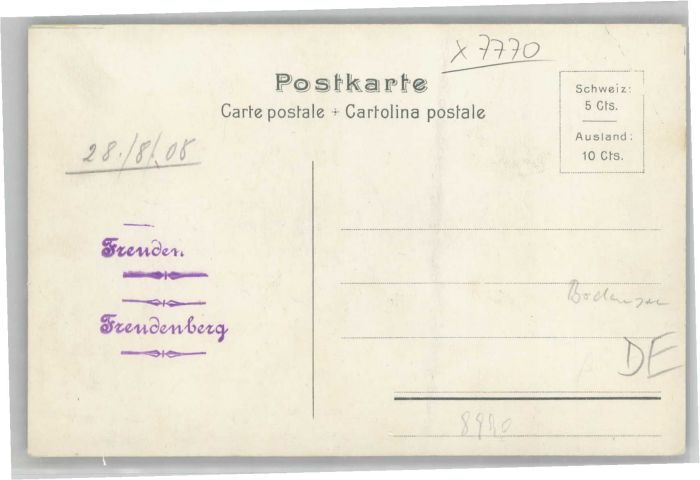 x 7770
Postkarte
Carte postale + Cartolina postale
Schweiz:
5 Cts.
Ausland:
10 Cts.
28./8/.08
Freuden.
Freudenberg
Bodensee
DE